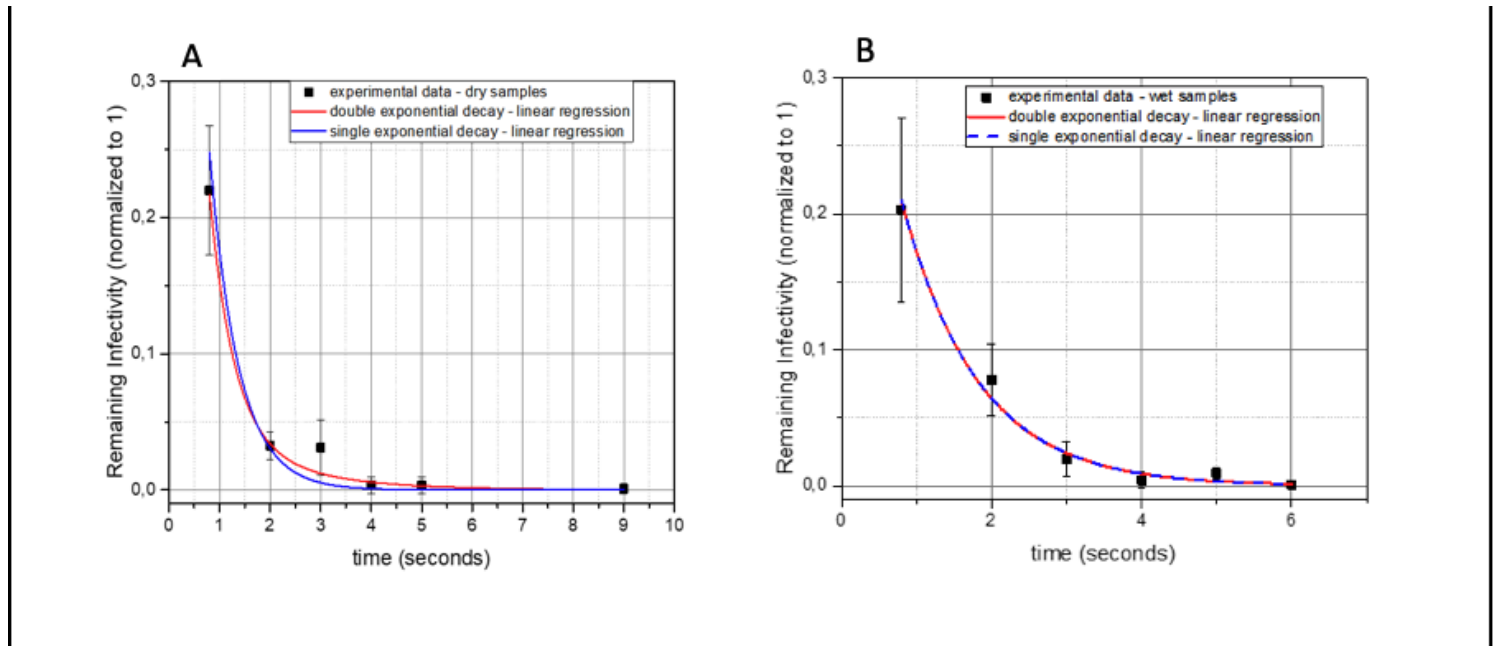 A
experimental data - dry samples
double exponential decay - linear regression
single exponential decay - linear regression
Remaining Infectivity (normalized to 1)
0,3
0,2
0,1
0,0
0 1 2 3 4 5 6 7 8 9 10
time (seconds)
B
experimental data - wet samples
double exponential decay - linear regression
single exponential decay - linear regression
Remaining Infectivity (normalized to 1)
0,3
0,2
0,1
0,0
0 2 4 6
time (seconds)